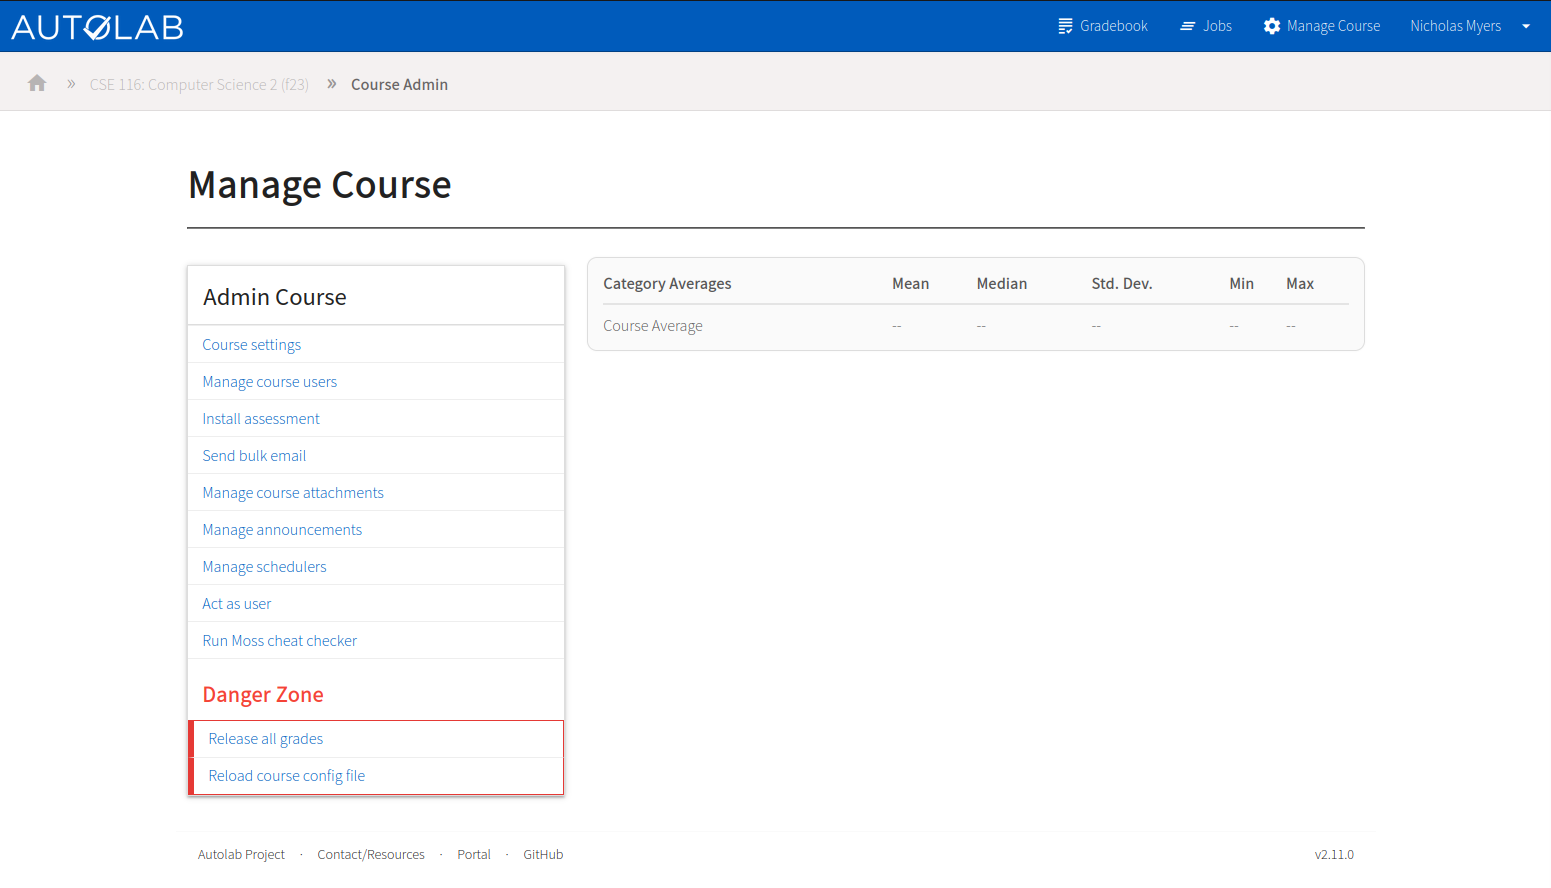 AUTOLAB
Gradebook
Jobs
Manage Course
Nicholas Myers
» CSE 116: Computer Science 2 (f23) » Course Admin
Manage Course
Admin Course
Course settings
Manage course users
Install assessment
Send bulk email
Manage course attachments
Manage announcements
Manage schedulers
Act as user
Run Moss cheat checker
Danger Zone
Release all grades
Reload course config file
Category Averages Mean Median Std. Dev. Min Max
Course Average -- -- -- -- --
Autolab Project · Contact/Resources · Portal · GitHub
v2.11.0